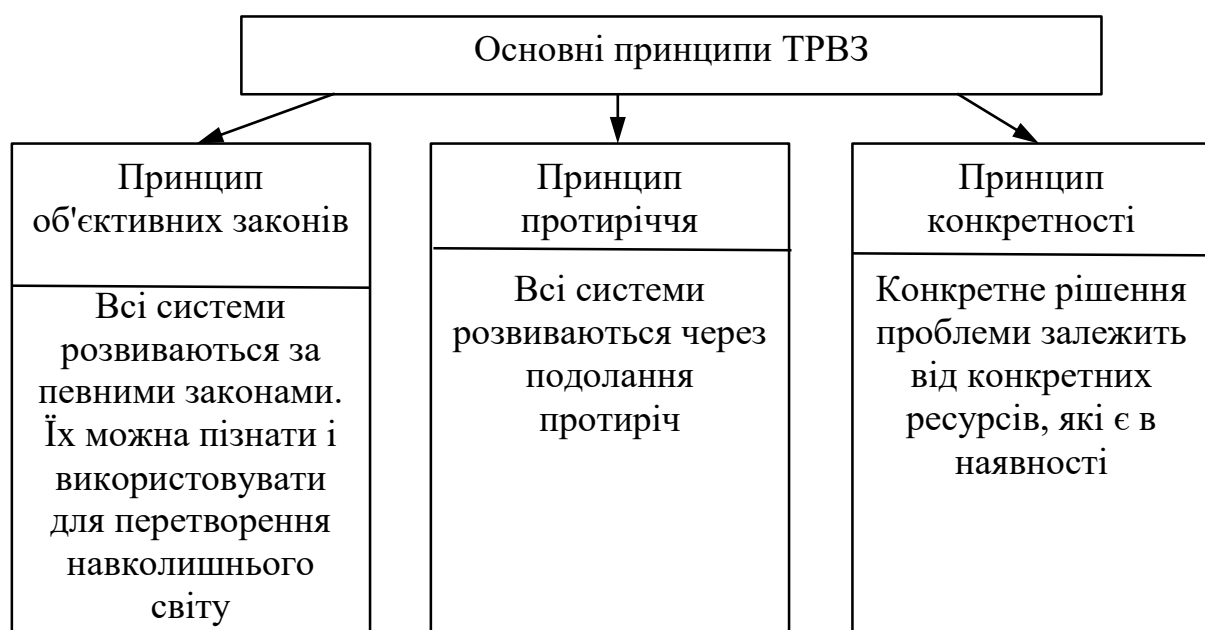 Основні принципи ТРВЗ
Принцип
об'єктивних законів
Всі системи
розвиваються за
певними законами.
Їх можна пізнати і
використовувати
для перетворення
навколишнього
світу
Принцип
протиріччя
Всі системи
розвиваються через
подолання
протиріч
Принцип
конкретності
Конкретне рішення
проблеми залежить
від конкретних
ресурсів, які є в
наявності